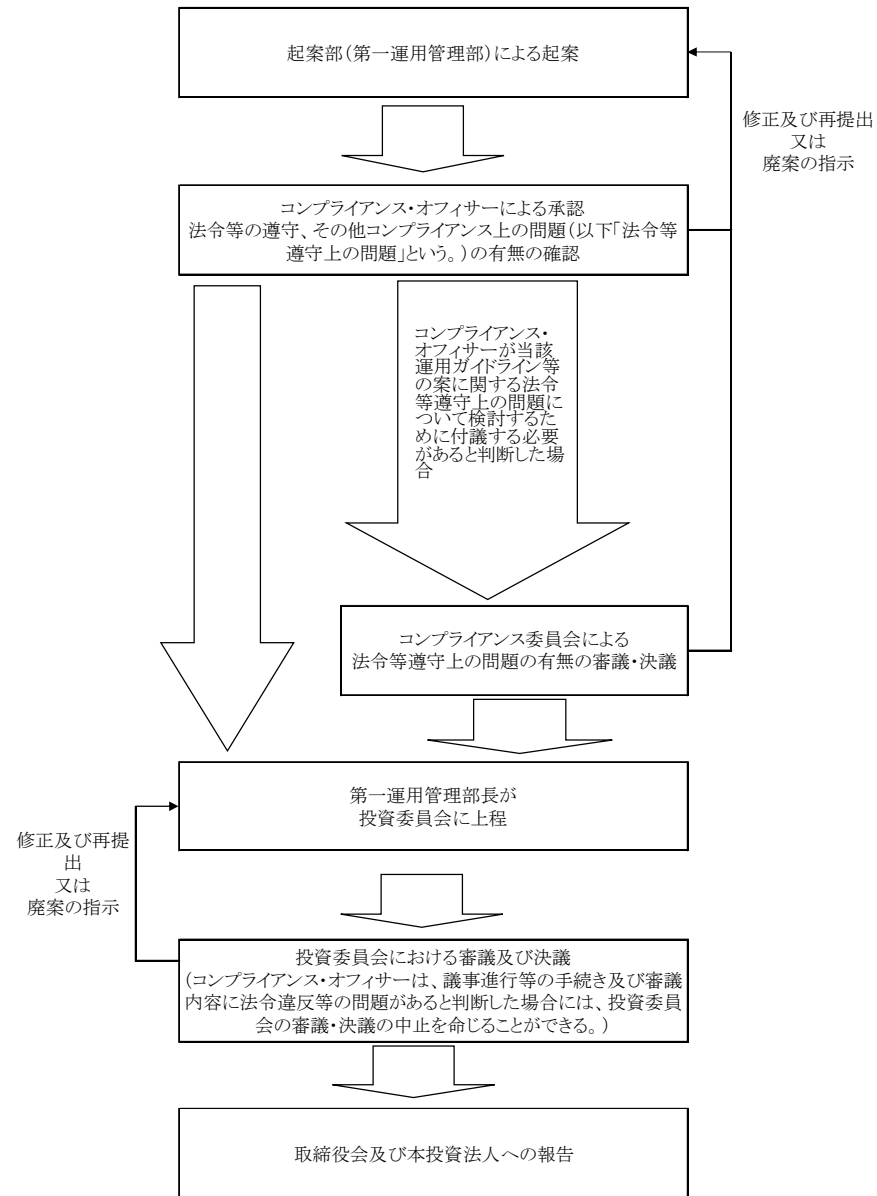 起案部(第一運用管理部)による起案
修正及び再提出
又は
廃案の指示
コンプライアンス・オフィサーによる承認
法令等の遵守、その他コンプライアンス上の問題(以下「法令等
遵守上の問題」という。)の有無の確認
コンプライアンス・
オフィサーが当該
運用ガイドライン等
の案に関する法令
等遵守上の問題に
ついて検討するた
めに付議する必要
があると判断した場
合
コンプライアンス委員会による
法令等遵守上の問題の有無の審議・決議
第一運用管理部長が
投資委員会に上程
修正及び再提
出
又は
廃案の指示
投資委員会における審議及び決議
(コンプライアンス・オフィサーは、議事進行等の手続き及び審議
内容に法令違反等の問題があると判断した場合には、投資委員
会の審議・決議の中止を命じることができる。)
取締役会及び本投資法人への報告